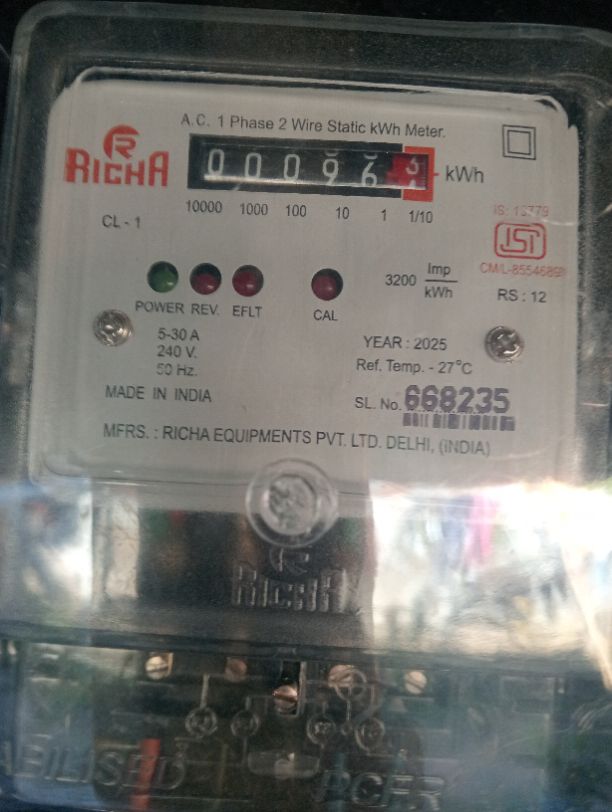 A.C. 1 Phase 2 Wire Static kWh Meter.
RICHA
00096 kWh
10000 1000 100 10 1 1/10
CL - 1
IS: 13779
ISI
3200 Imp/kWh
RS : 12
POWER REV. EFLT CAL
5-30 A
240 V.
50 Hz.
YEAR : 2025
Ref. Temp. - 27°C
MADE IN INDIA
SL. No. 668235
MFRS. : RICHA EQUIPMENTS PVT. LTD. DELHI, (INDIA)
RICHA